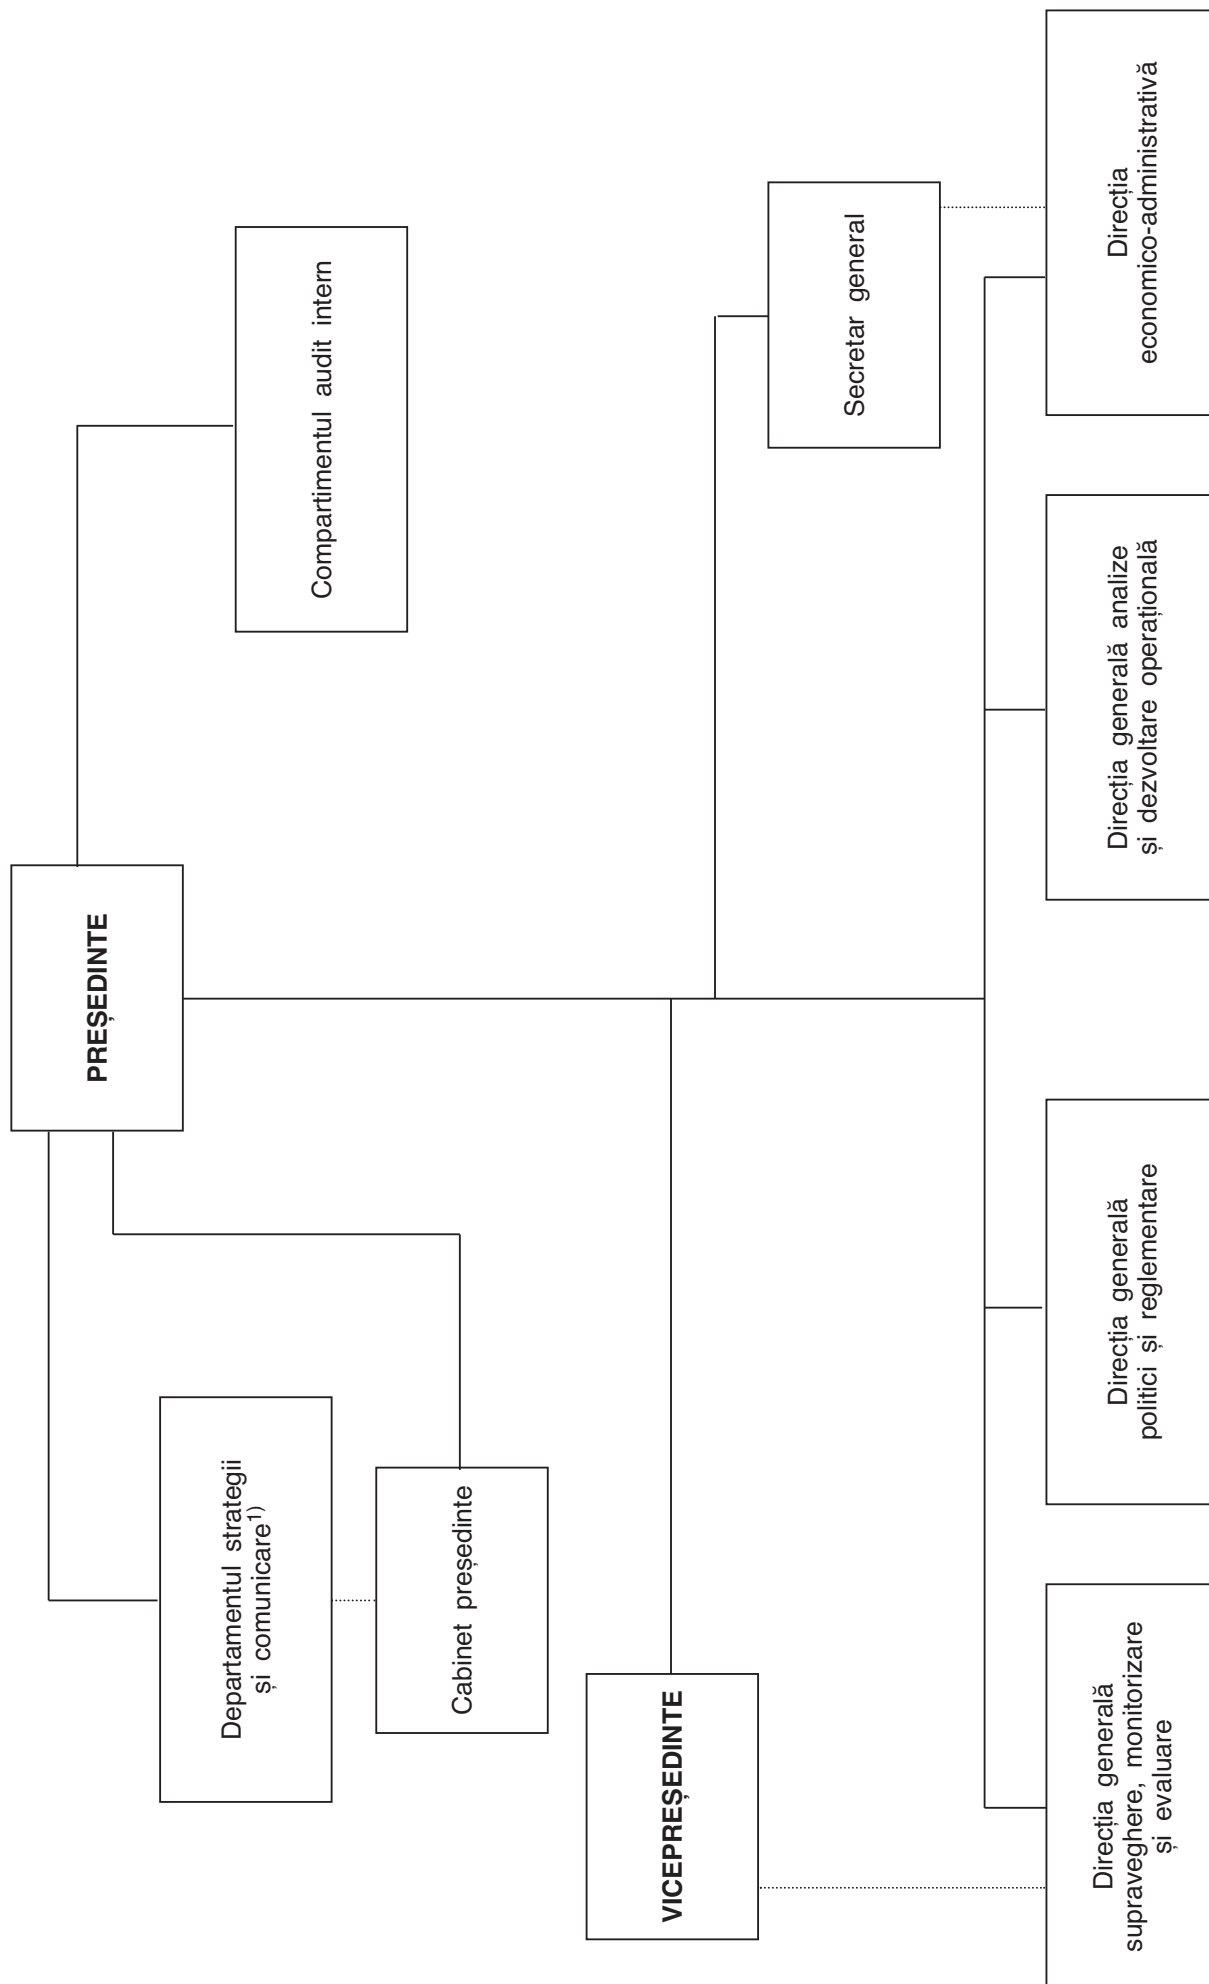 PREȘEDINTE
Departamentul strategii
și comunicare1)
Compartimentul audit intern
Cabinet președinte
VICEPREȘEDINTE
Secretar general
Direcția generală
supraveghere, monitorizare
și evaluare
Direcția generală
politici și reglementare
Direcția generală analize
și dezvoltare operațională
Direcția
economico-administrativă